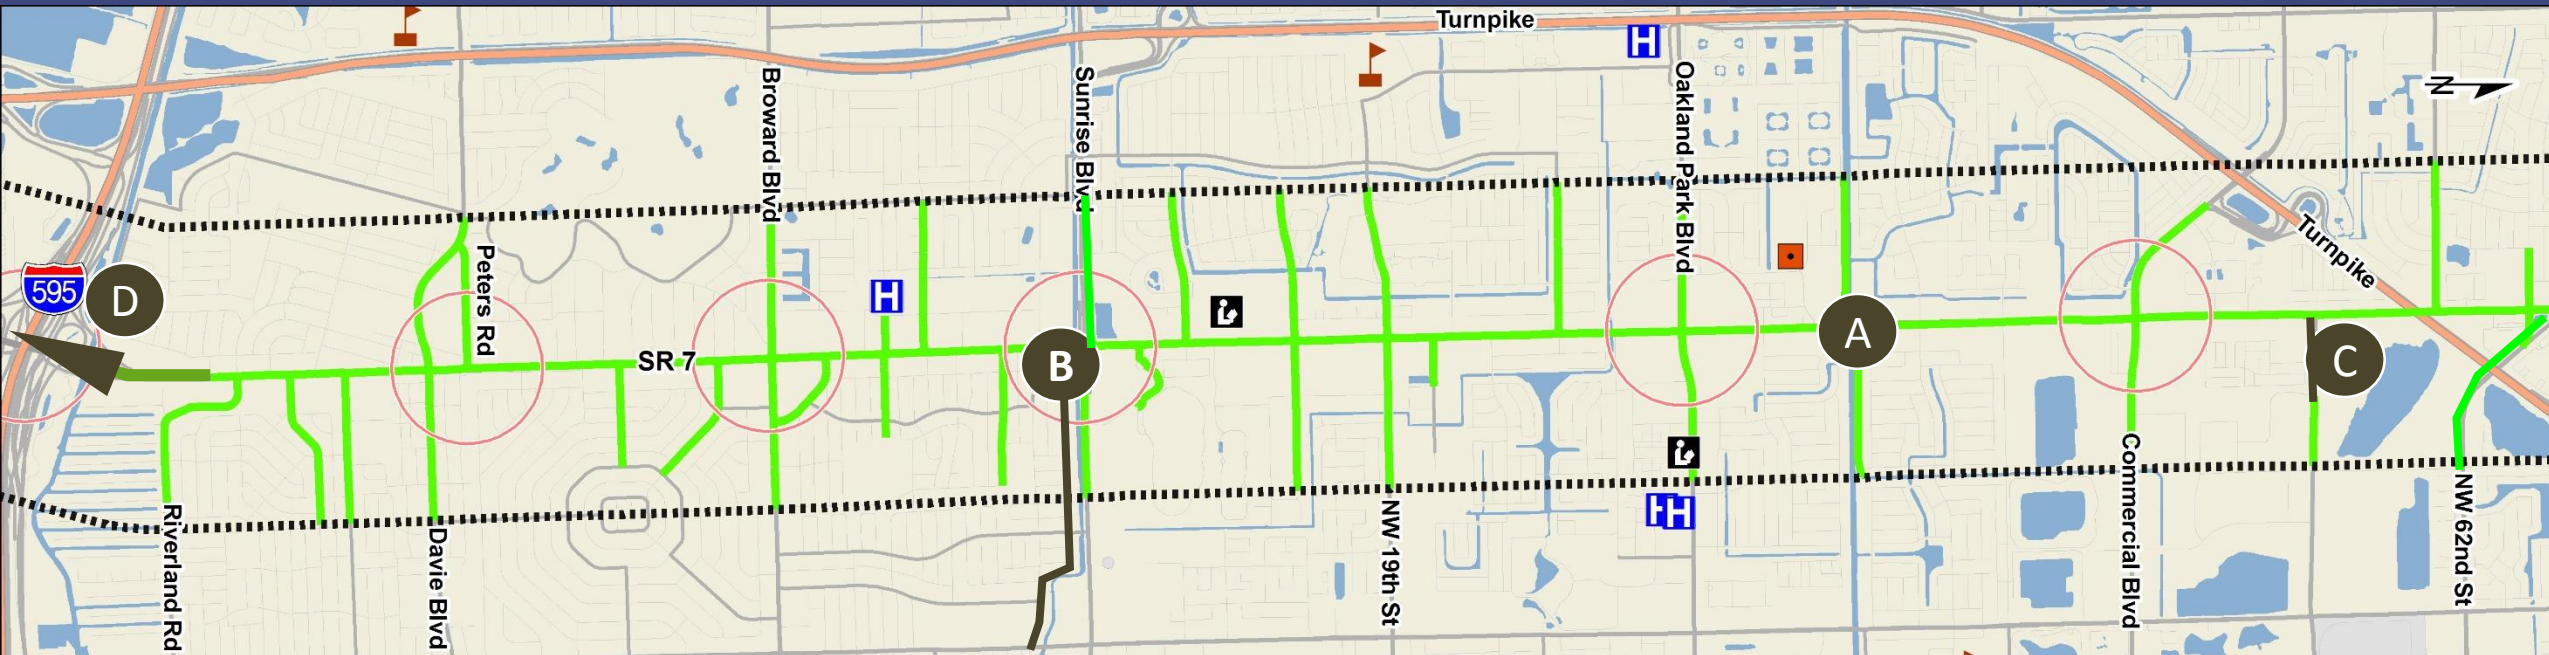 Turnpike
H
N
Broward Blvd
Sunrise Blvd
Oakland Park Blvd
Peters Rd
595
D
H
Turnpike
SR 7
B
A
C
Commercial Blvd
H
H
Riverland Rd
Davie Blvd
NW 19th St
NW 62nd St